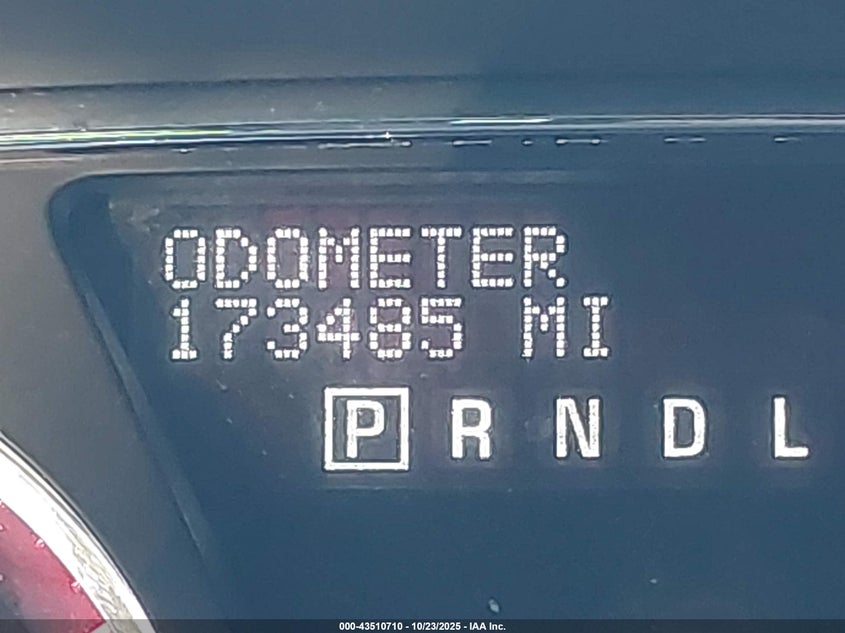 ODOMETER
173485 MI
P R N D L
000-43510710 - 10/23/2025 - IAA Inc.